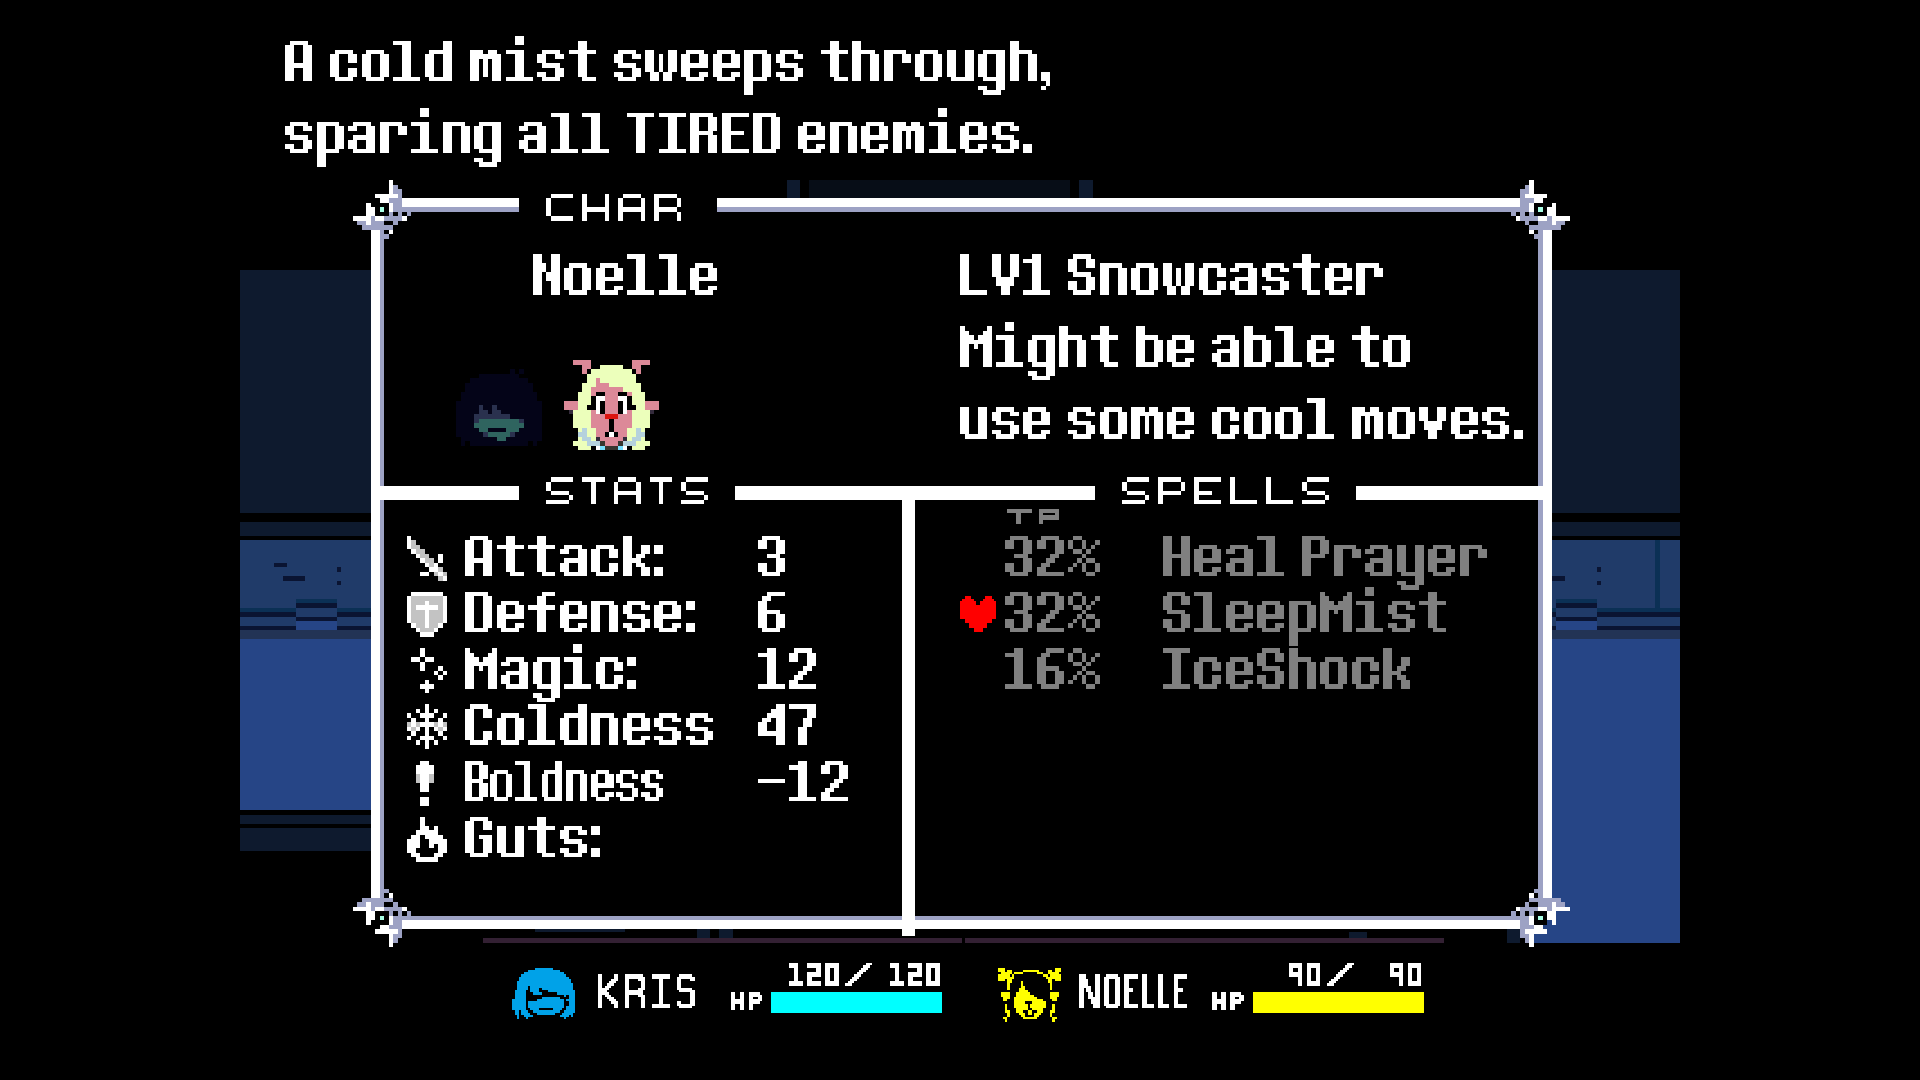 A cold mist sweeps through,
sparing all TIRED enemies.
CHAR
Noelle
LV1 Snowcaster
Might be able to
use some cool moves.
STATS
Attack: 3
Defense: 6
Magic: 12
Coldness 47
Boldness -12
Guts:
SPELLS
TP
32% Heal Prayer
32% SleepMist
16% IceShock
KRIS HP 120/ 120
NOELLE HP 90/ 90